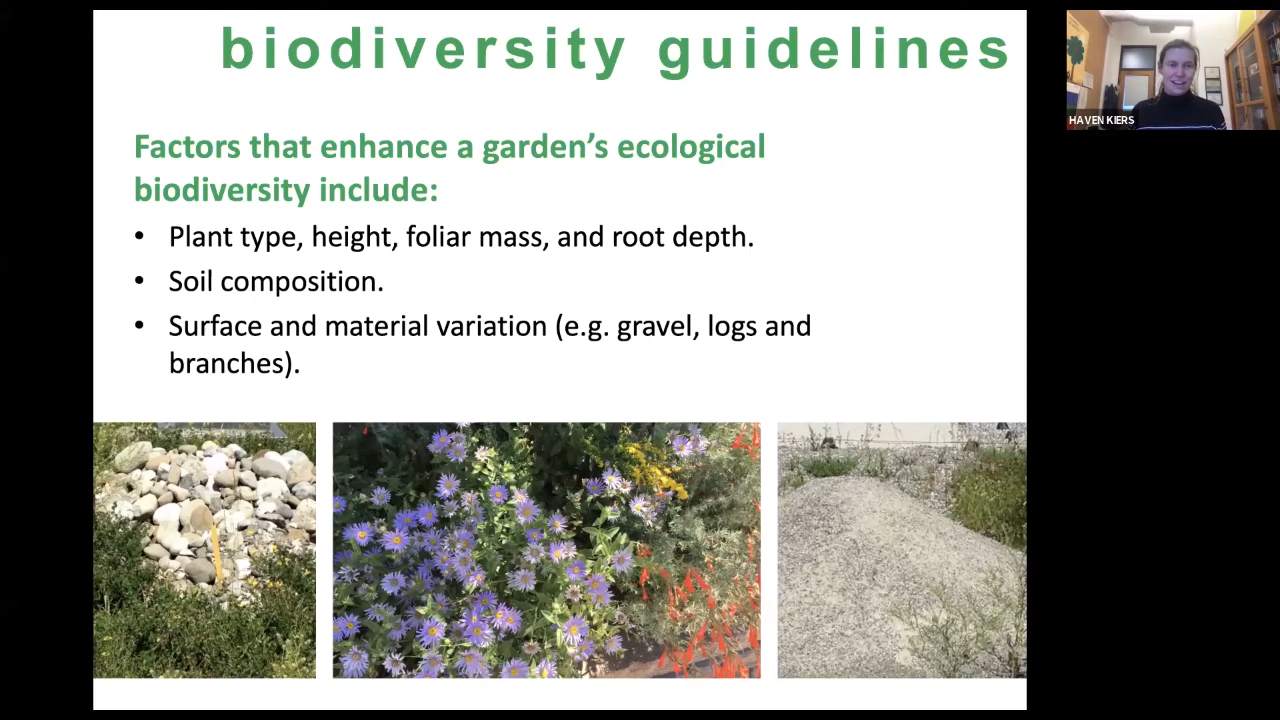 biodiversity guidelines
HAVEN KIERS
Factors that enhance a garden’s ecological
biodiversity include:
• Plant type, height, foliar mass, and root depth.
• Soil composition.
• Surface and material variation (e.g. gravel, logs and
branches).